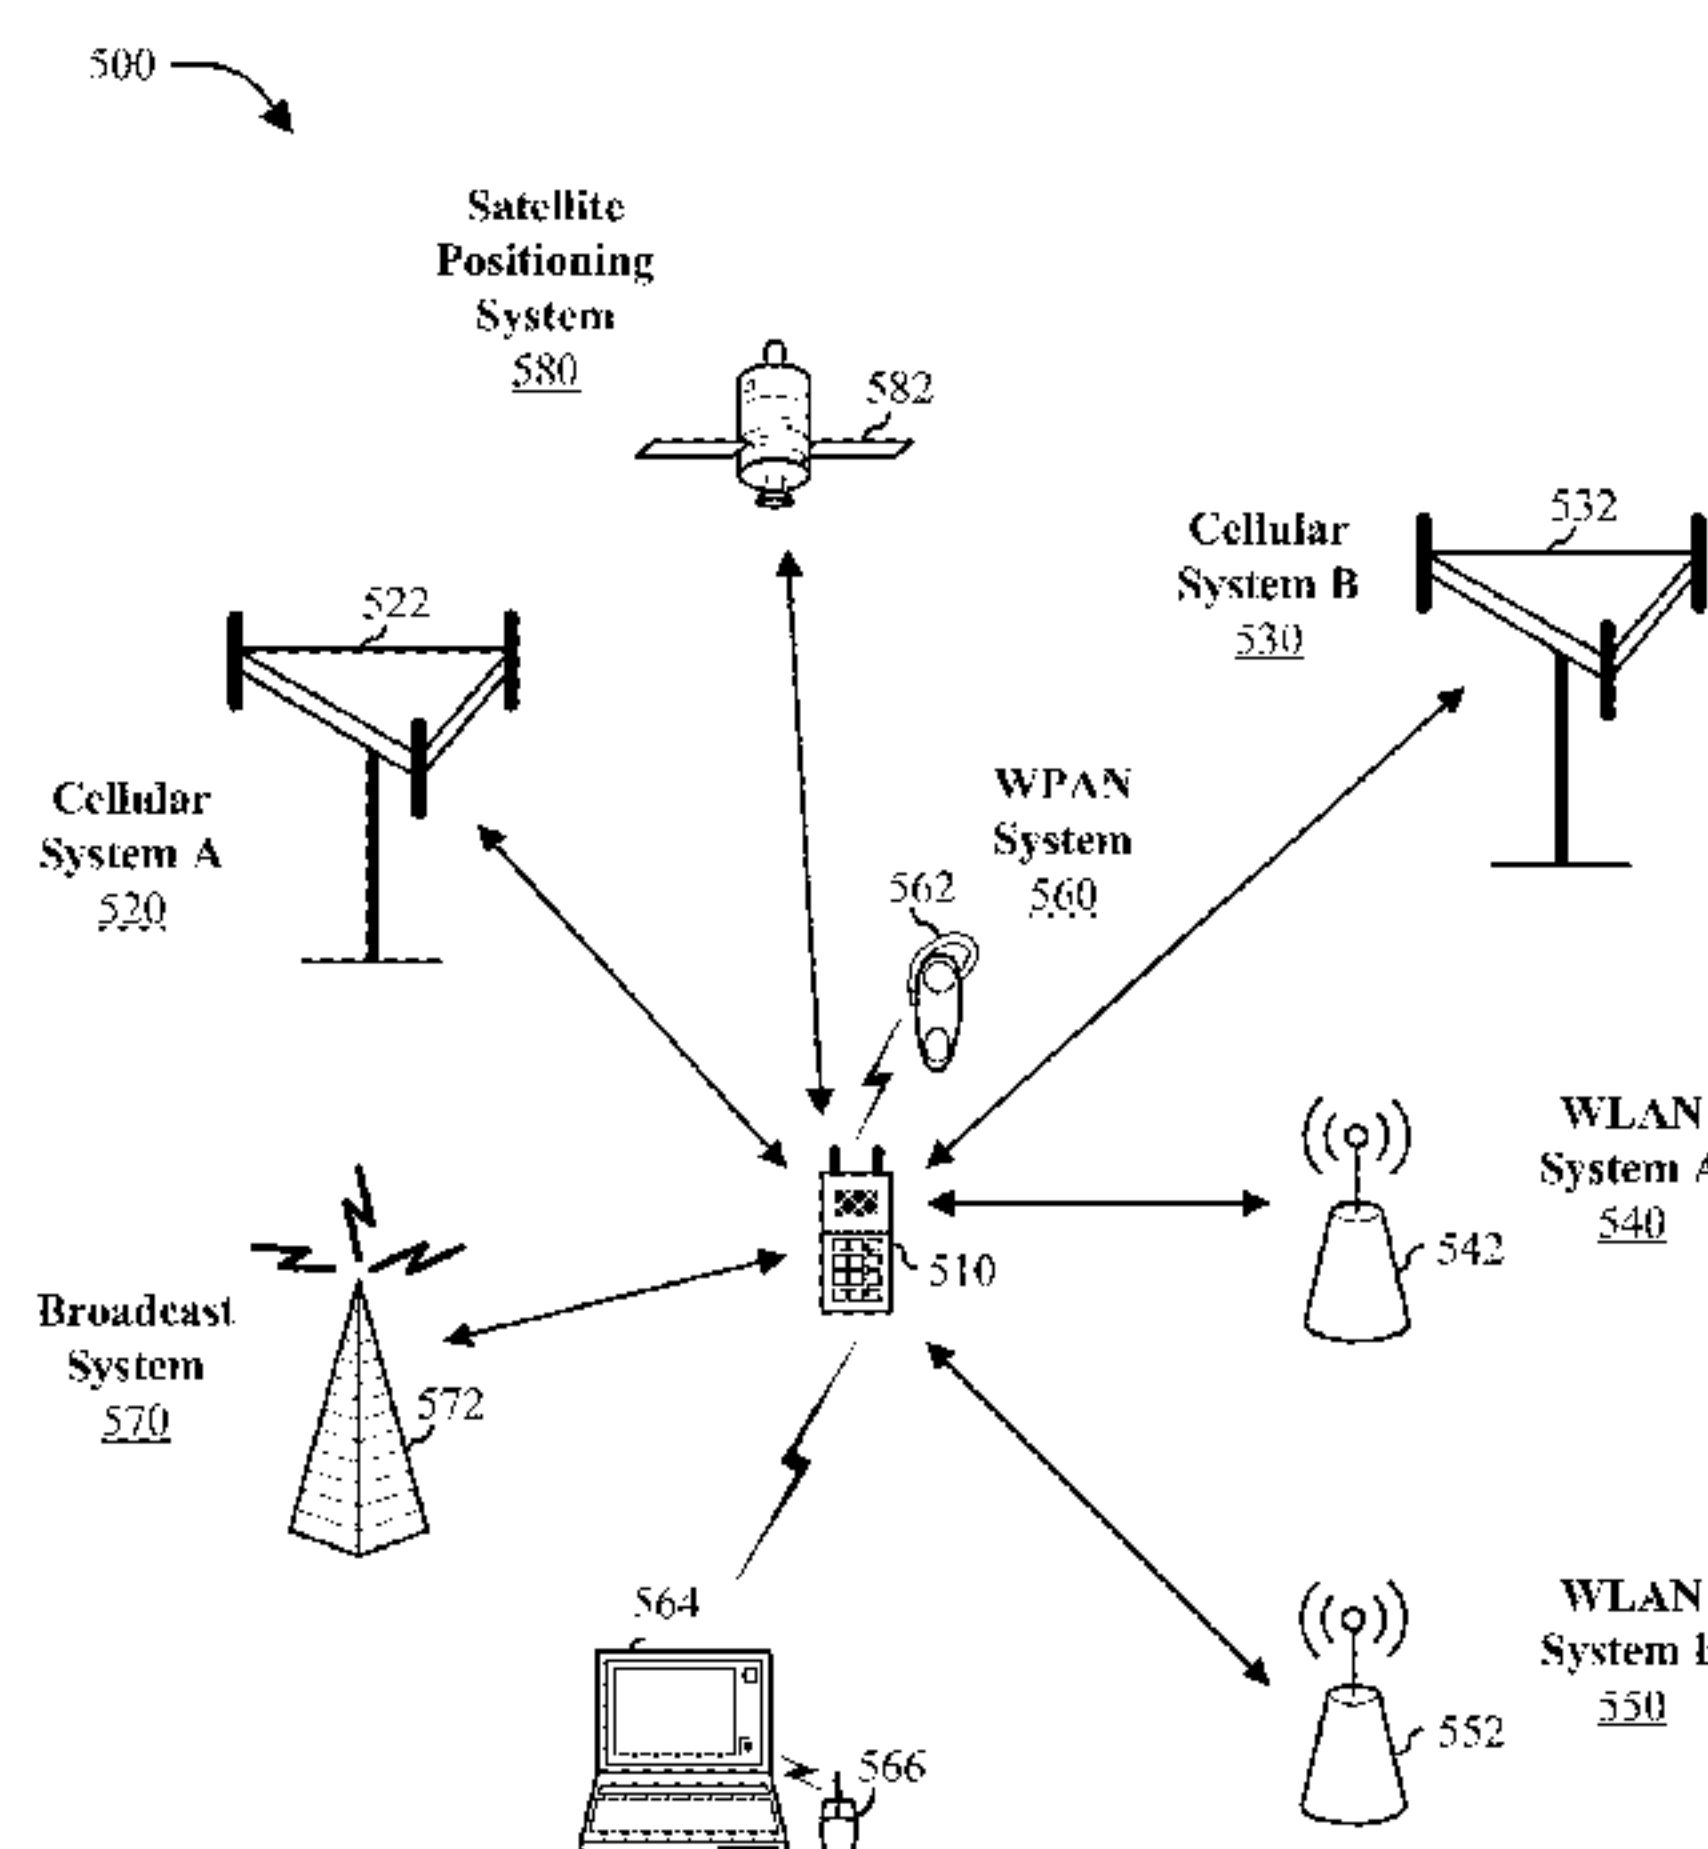 500
Satellite
Positioning
System
580
582
532
Cellular
System B
530
522
Cellular
System A
520
WPAN
System
560
562
WLAN
System A
540
542
510
Broadcast
System
570
572
564
WLAN
System
550
552
566